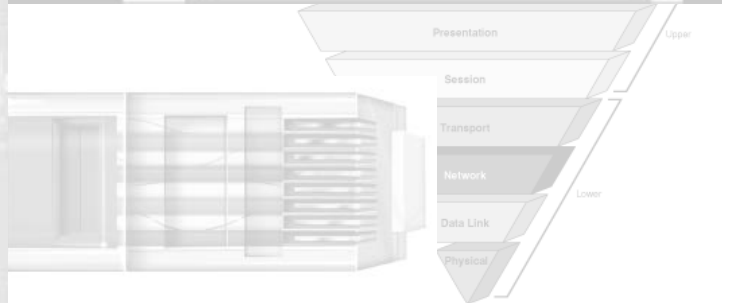 Presentation
Upper
Session
Transport
Network
Lower
Data Link
Physical